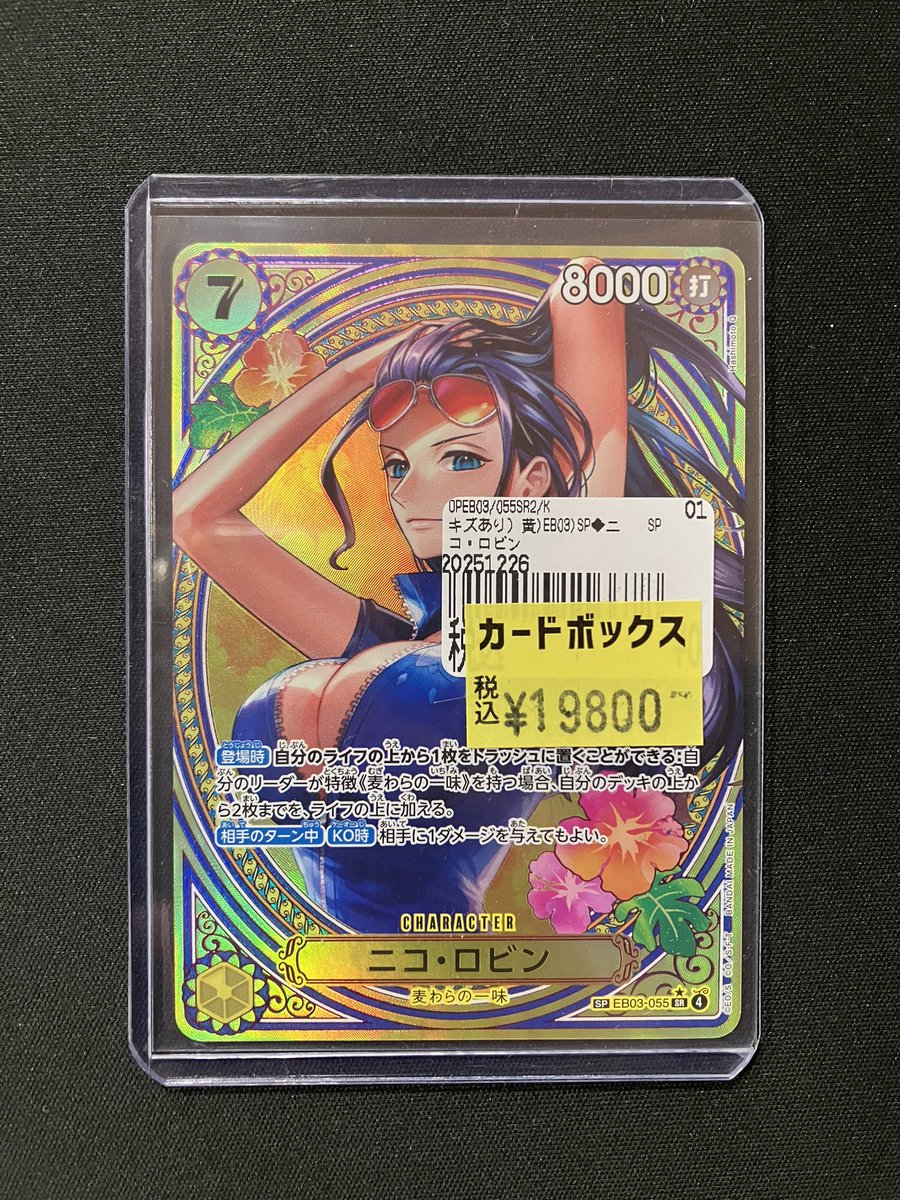 7
8000 打
Hashimoto Q
OPEB03/055SR2/K 01
キズあり) 黄)EB03)SP◆ニ SP
コ・ロビン
20251226
カードボックス
税込 ¥19800
登場時 自分のライフの上から1枚をトラッシュに置くことができる:自
分のリーダーが特徴《麦わらの一味》を持つ場合、自分のデッキの上か
ら2枚までを、ライフの上に加える。
相手のターン中 KO時 相手に1ダメージを与えてもよい。
CHARACTER
ニコ・ロビン
麦わらの一味
SP EB03-055 SR 4
BANDAI MADE IN JAPAN